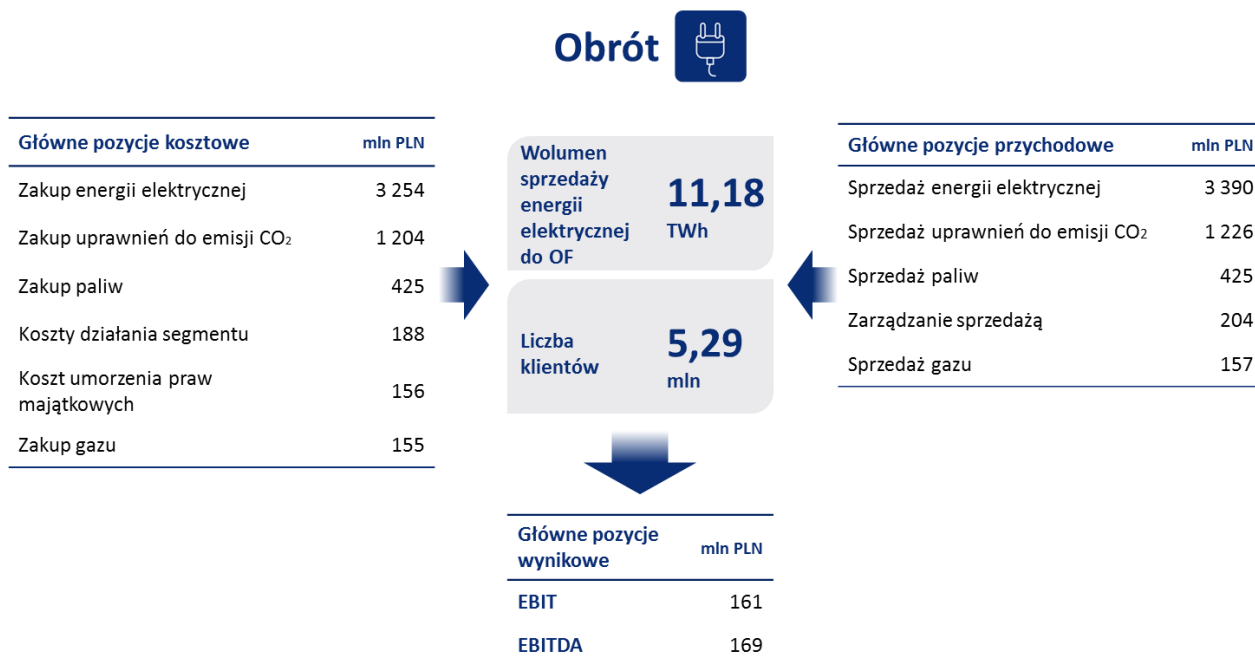 Obrót
Główne pozycje kosztowe mln PLN
Zakup energii elektrycznej 3 254
Zakup uprawnień do emisji CO₂ 1 204
Zakup paliw 425
Koszty działania segmentu 188
Koszt umorzenia praw
majątkowych 156
Zakup gazu 155
Wolumen
sprzedaży
energii
elektrycznej
do OF
11,18
TWh
Liczba
klientów
5,29
mln
Główne pozycje przychodowe mln PLN
Sprzedaż energii elektrycznej 3 390
Sprzedaż uprawnień do emisji CO₂ 1 226
Sprzedaż paliw 425
Zarządzanie sprzedażą 204
Sprzedaż gazu 157
Główne pozycje
wynikowe mln PLN
EBIT 161
EBITDA 169